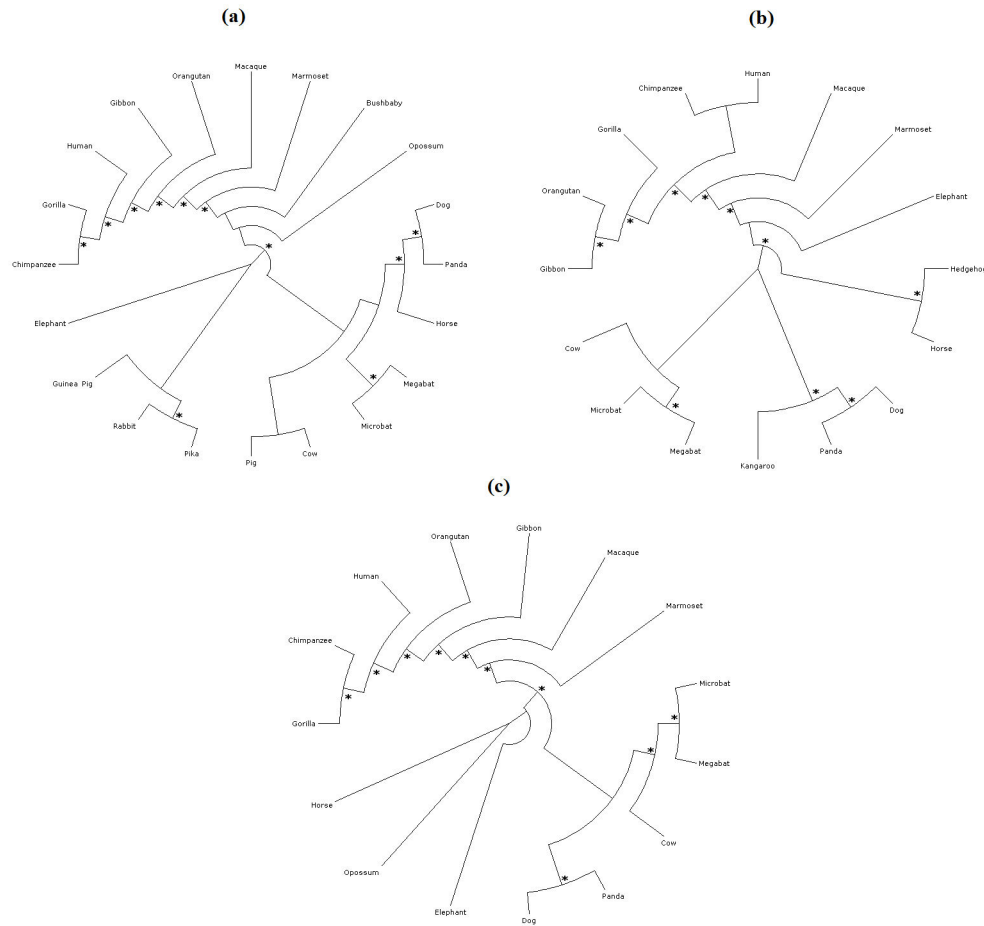 (a)
Macaque
Orangutan
Marmoset
Gibbon
Bushbaby
Human
Opossum
Gorilla
Dog
Chimpanzee
Panda
Elephant
Horse
Guinea Pig
Megabat
Rabbit
Microbat
Pika
Pig
Cow
(b)
Human
Chimpanzee
Macaque
Gorilla
Marmoset
Orangutan
Elephant
Gibbon
Hedgehog
Cow
Horse
Microbat
Dog
Megabat
Panda
Kangaroo
(c)
Gibbon
Orangutan
Macaque
Human
Marmoset
Chimpanzee
Microbat
Gorilla
Megabat
Horse
Cow
Opossum
Panda
Elephant
Dog